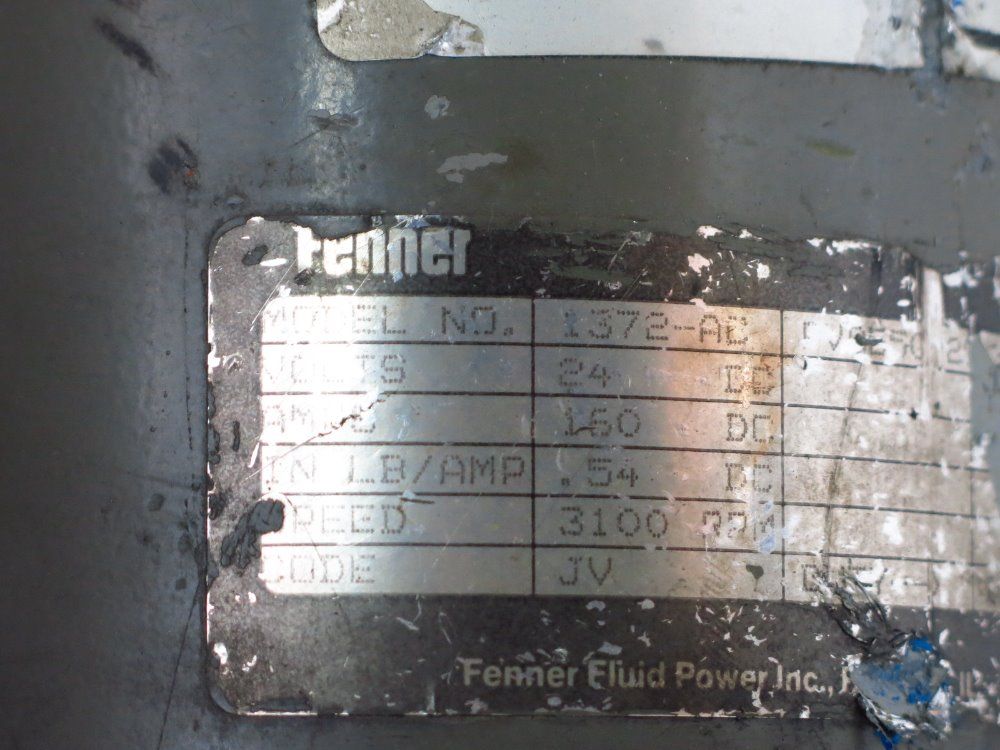 Fenner
MODEL NO. 1372-AC
VOLTS 24 DC
AMPS 160 DC
IN LB/AMP .54 DC
SPEED 3100 RPM
CODE JV
Fenner Fluid Power Inc.,